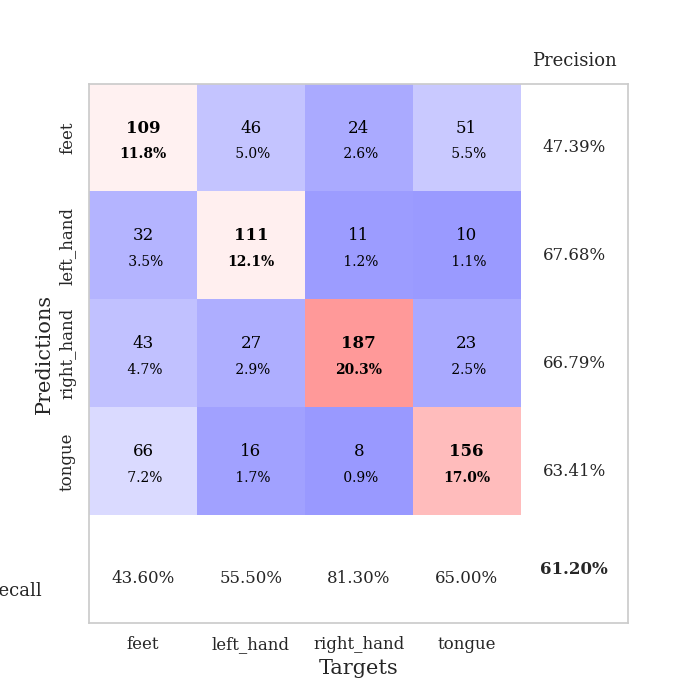 Precision
feet
109 46 24 51
47.39%
11.8% 5.0% 2.6% 5.5%
left_hand
32 111 11 10
67.68%
3.5% 12.1% 1.2% 1.1%
Predictions
right_hand
43 27 187 23
66.79%
4.7% 2.9% 20.3% 2.5%
tongue
66 16 8 156
63.41%
7.2% 1.7% 0.9% 17.0%
ecall
43.60% 55.50% 81.30% 65.00% 61.20%
feet left_hand right_hand tongue
Targets